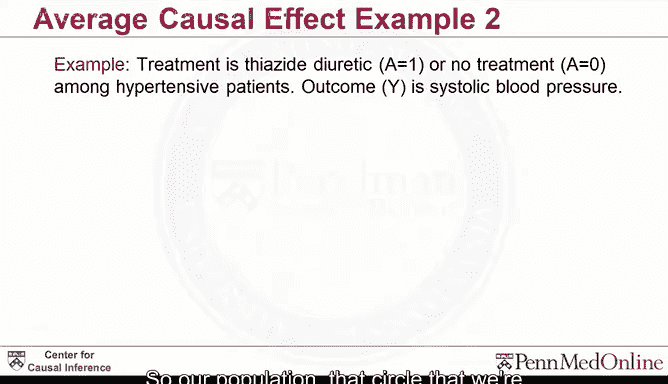 Average Causal Effect Example 2
Example: Treatment is thiazide diuretic (A=1) or no treatment (A=0)
among hypertensive patients. Outcome (Y) is systolic blood pressure.
Center for
Causal Inference
PennMedOnline
So our population, that circle that we're